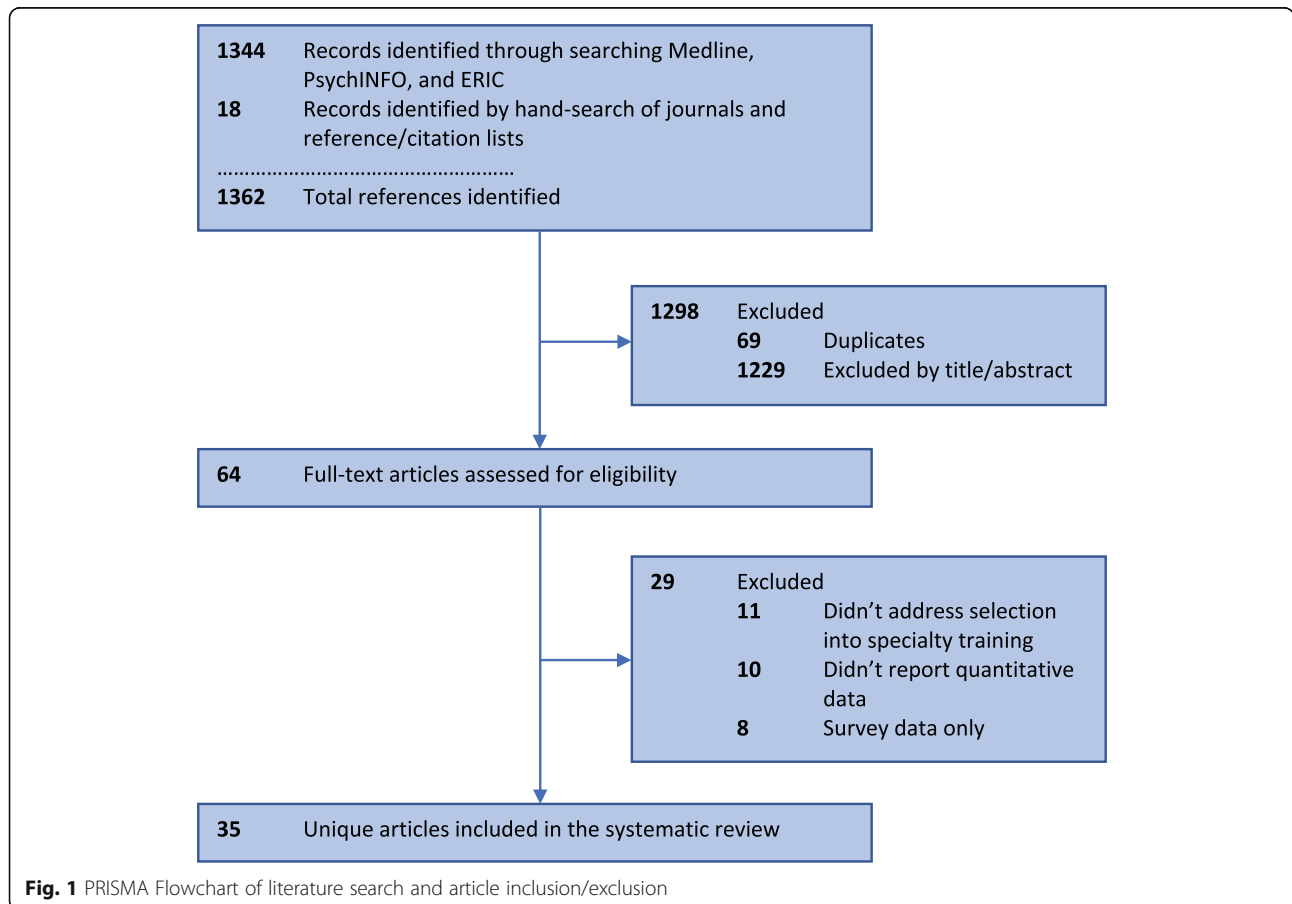 1344 Records identified through searching Medline,
PsychINFO, and ERIC
18 Records identified by hand-search of journals and
reference/citation lists
……………………………………………….
1362 Total references identified
1298 Excluded
69 Duplicates
1229 Excluded by title/abstract
64 Full-text articles assessed for eligibility
29 Excluded
11 Didn’t address selection
into specialty training
10 Didn’t report quantitative
data
8 Survey data only
35 Unique articles included in the systematic review
Fig. 1 PRISMA Flowchart of literature search and article inclusion/exclusion